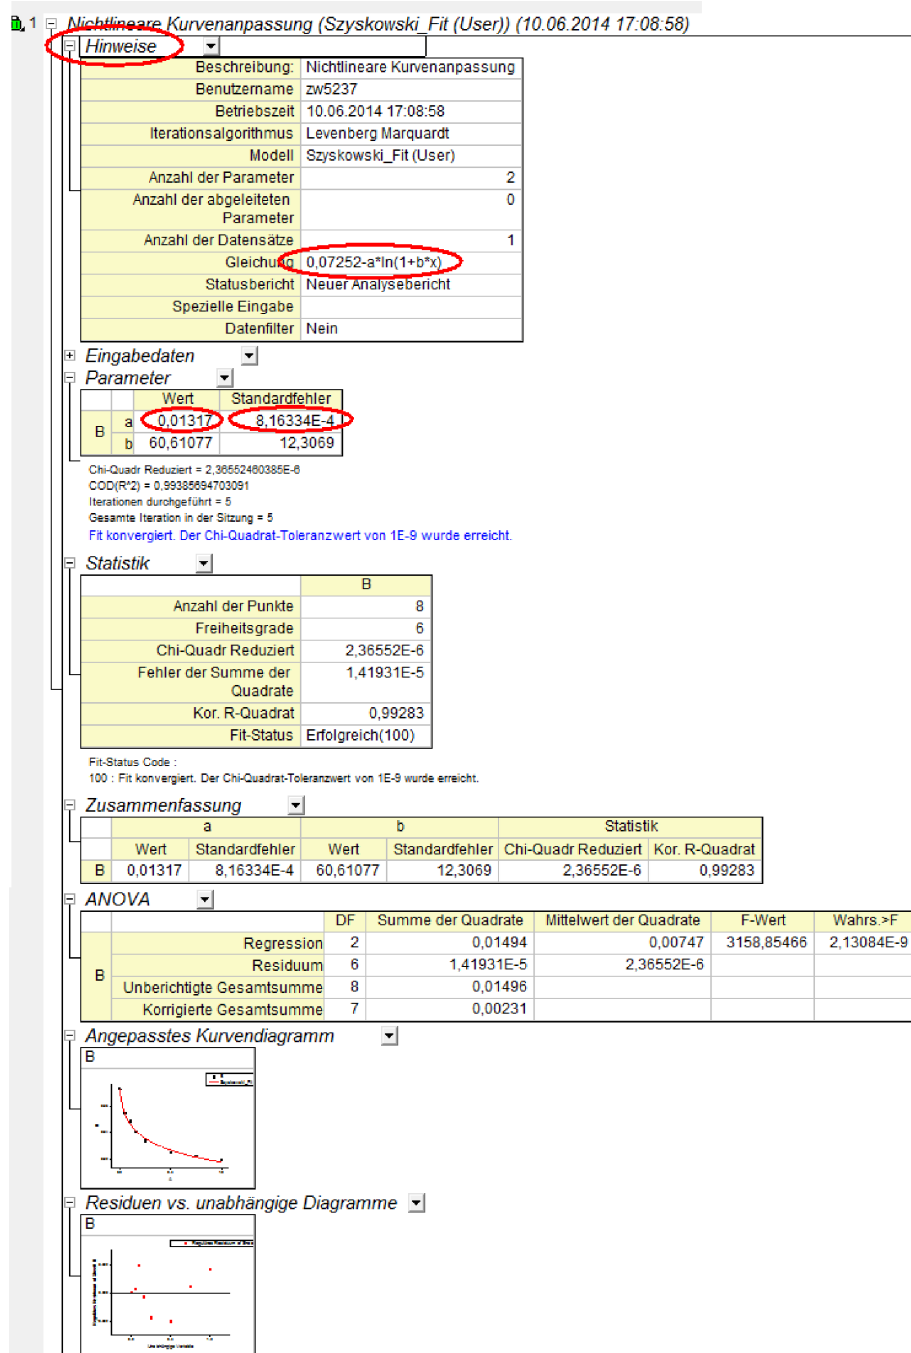 1 Nichtlineare Kurvenanpassung (Szyskowski_Fit (User)) (10.06.2014 17:08:58)
Hinweise
Beschreibung: Nichtlineare Kurvenanpassung
Benutzername zw5237
Betriebszeit 10.06.2014 17:08:58
Iterationsalgorithmus Levenberg Marquardt
Modell Szyskowski_Fit (User)
Anzahl der Parameter 2
Anzahl der abgeleiteten 0
Parameter
Anzahl der Datensätze 1
Gleichung 0,07252-a*ln(1+b*x)
Statusbericht Neuer Analysebericht
Spezielle Eingabe
Datenfilter Nein
Eingabedaten
Parameter
Wert Standardfehler
B a 0,01317 8,16334E-4
b 60,61077 12,3069
Chi-Quadr Reduziert = 2,36552460385E-6
COD(R^2) = 0,99385694703091
Iterationen durchgeführt = 5
Gesamte Iteration in der Sitzung = 5
Fit konvergiert. Der Chi-Quadrat-Toleranzwert von 1E-9 wurde erreicht.
Statistik
B
Anzahl der Punkte 8
Freiheitsgrade 6
Chi-Quadr Reduziert 2,36552E-6
Fehler der Summe der 1,41931E-5
Quadrate
Kor. R-Quadrat 0,99283
Fit-Status Erfolgreich(100)
Fit-Status Code :
100 : Fit konvergiert. Der Chi-Quadrat-Toleranzwert von 1E-9 wurde erreicht.
Zusammenfassung
a b Statistik
Wert Standardfehler Wert Standardfehler Chi-Quadr Reduziert Kor. R-Quadrat
B 0,01317 8,16334E-4 60,61077 12,3069 2,36552E-6 0,99283
ANOVA
DF Summe der Quadrate Mittelwert der Quadrate F-Wert Wahrs.>F
B Regression 2 0,01494 0,00747 3158,85466 2,13084E-9
Residuum 6 1,41931E-5 2,36552E-6
Unberichtigte Gesamtsumme 8 0,01496
Korrigierte Gesamtsumme 7 0,00231
Angepasstes Kurvendiagramm
B
Residuen vs. unabhängige Diagramme
B
Unabhängige Variable